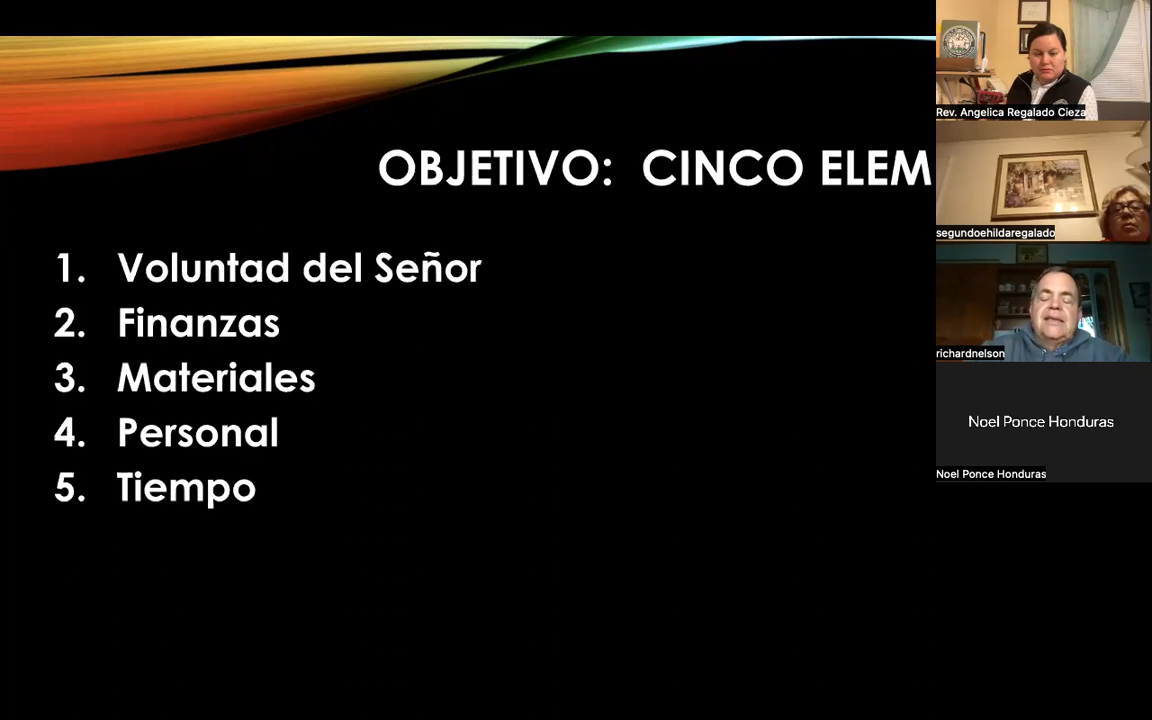 OBJETIVO: CINCO ELEM
1. Voluntad del Señor
2. Finanzas
3. Materiales
4. Personal
5. Tiempo
Rev. Angelica Regalado Cieza
segundoehildaregalado
richardnelson
Noel Ponce Honduras
Noel Ponce Honduras